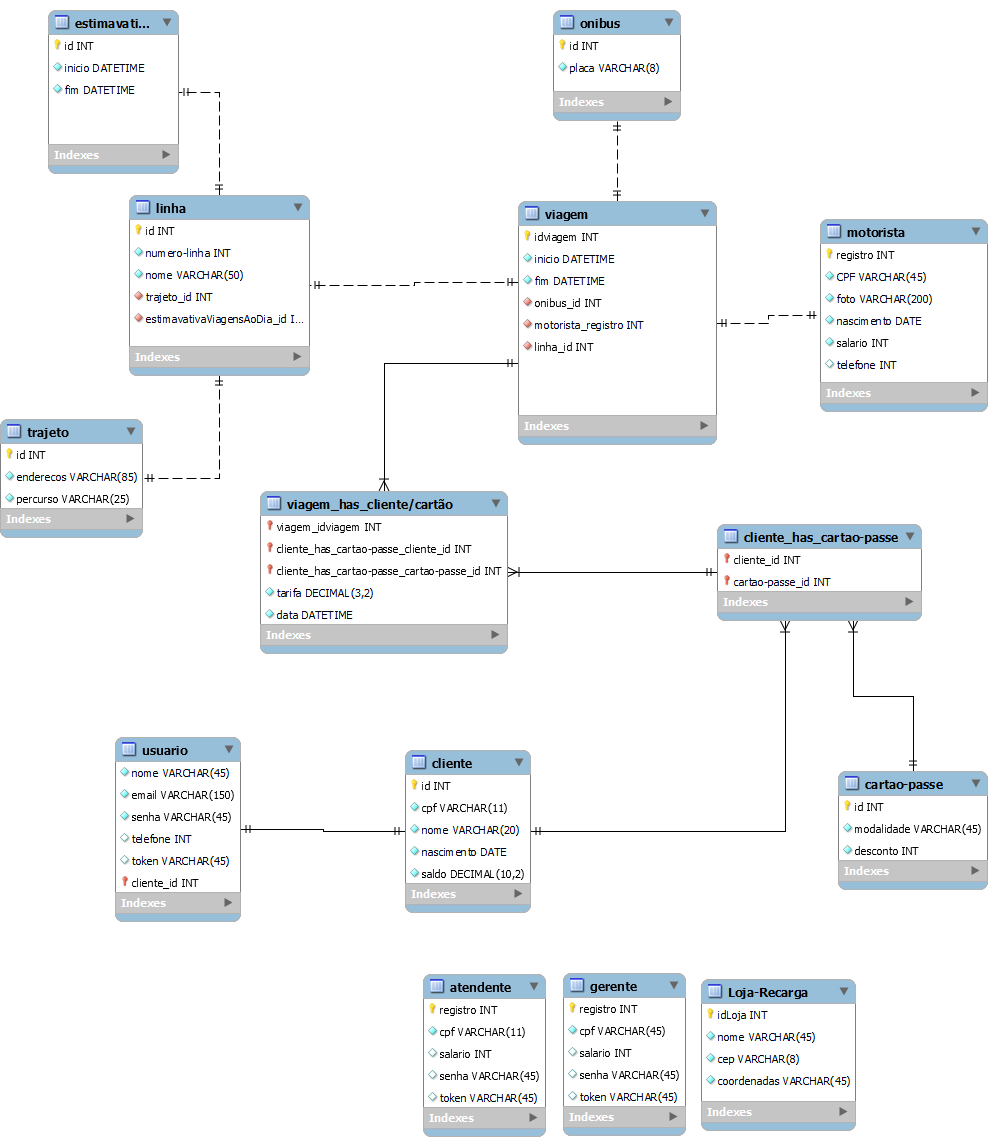 estimavati...
id INT
inicio DATETIME
fim DATETIME
Indexes
onibus
id INT
placa VARCHAR(8)
Indexes
linha
id INT
numero-linha INT
nome VARCHAR(50)
trajeto_id INT
estimavativaViagensAoDia_id I...
Indexes
viagem
idviagem INT
inicio DATETIME
fim DATETIME
onibus_id INT
motorista_registro INT
linha_id INT
Indexes
motorista
registro INT
CPF VARCHAR(45)
foto VARCHAR(200)
nascimento DATE
salario INT
telefone INT
Indexes
trajeto
id INT
enderecos VARCHAR(85)
percurso VARCHAR(25)
Indexes
viagem_has_cliente/cartão
viagem_idviagem INT
cliente_has_cartao-passe_cliente_id INT
cliente_has_cartao-passe_cartao-passe_id INT
tarifa DECIMAL(3,2)
data DATETIME
Indexes
cliente_has_cartao-passe
cliente_id INT
cartao-passe_id INT
Indexes
usuario
nome VARCHAR(45)
email VARCHAR(150)
senha VARCHAR(45)
telefone INT
token VARCHAR(45)
cliente_id INT
Indexes
cliente
id INT
cpf VARCHAR(11)
nome VARCHAR(20)
nascimento DATE
saldo DECIMAL(10,2)
Indexes
cartao-passe
id INT
modalidade VARCHAR(45)
desconto INT
Indexes
atendente
registro INT
cpf VARCHAR(11)
salario INT
senha VARCHAR(45)
token VARCHAR(45)
Indexes
gerente
registro INT
cpf VARCHAR(45)
salario INT
senha VARCHAR(45)
token VARCHAR(45)
Indexes
Loja-Recarga
idLoja INT
nome VARCHAR(45)
cep VARCHAR(8)
coordenadas VARCHAR(45)
Indexes